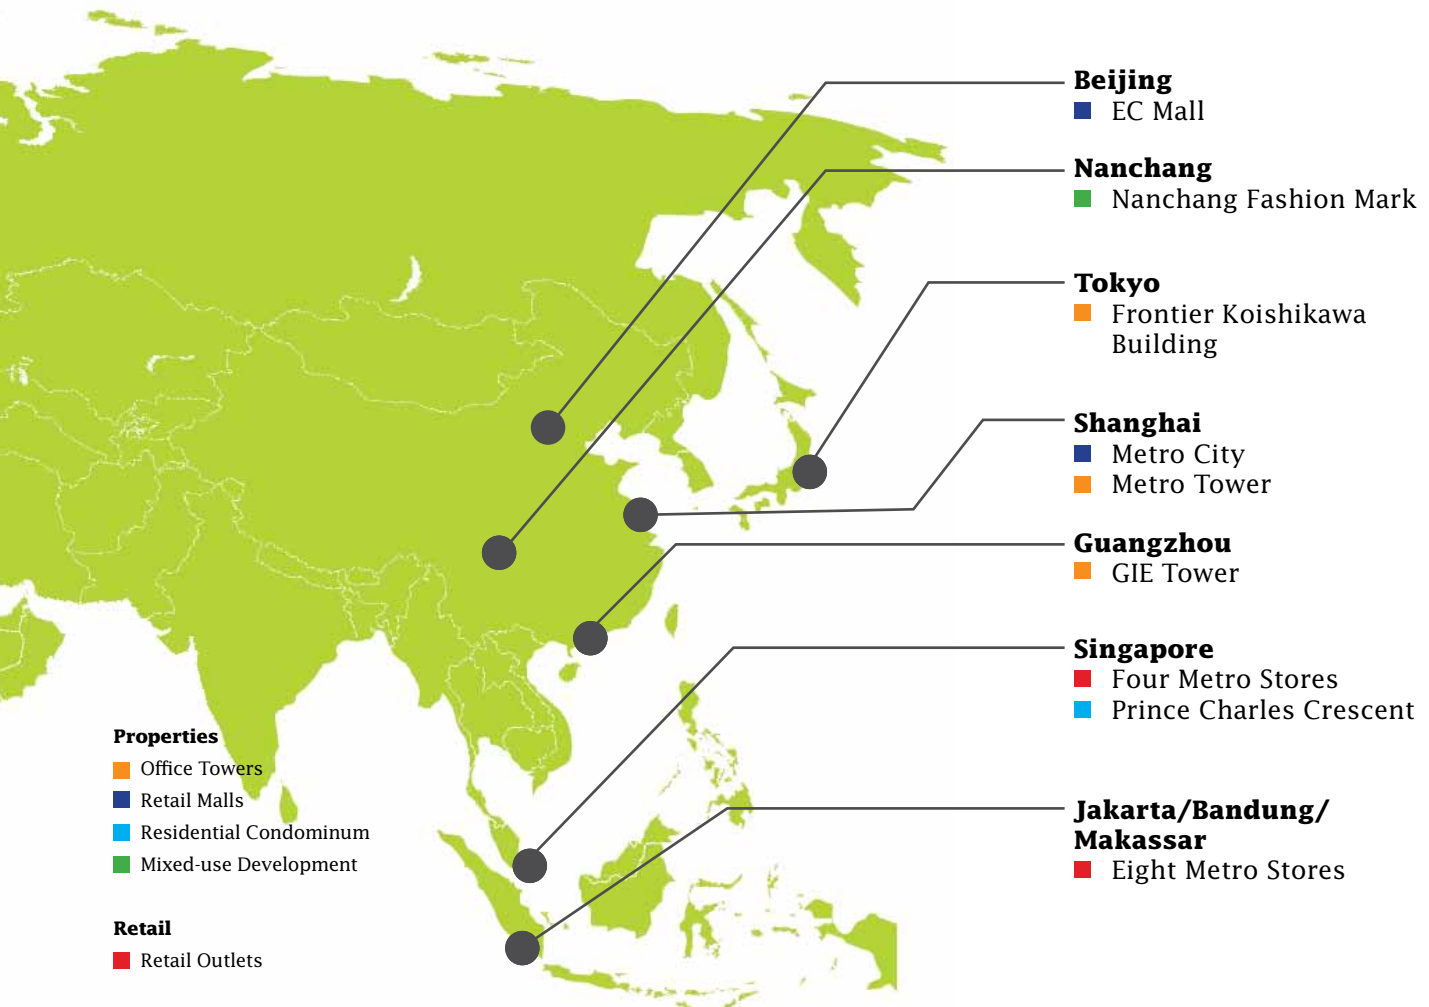 Beijing
EC Mall
Nanchang
Nanchang Fashion Mark
Tokyo
Frontier Koishikawa
Building
Shanghai
Metro City
Metro Tower
Guangzhou
GIE Tower
Singapore
Four Metro Stores
Prince Charles Crescent
Jakarta/Bandung/
Makassar
Eight Metro Stores
Properties
Office Towers
Retail Malls
Residential Condominum
Mixed-use Development
Retail
Retail Outlets